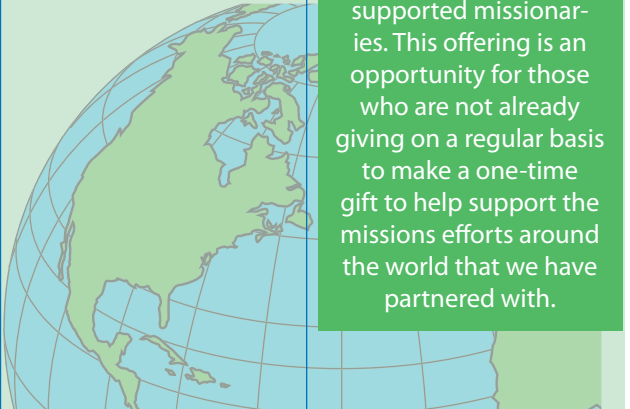 supported missionar-
ies. This offering is an
opportunity for those
who are not already
giving on a regular basis
to make a one-time
gift to help support the
missions efforts around
the world that we have
partnered with.